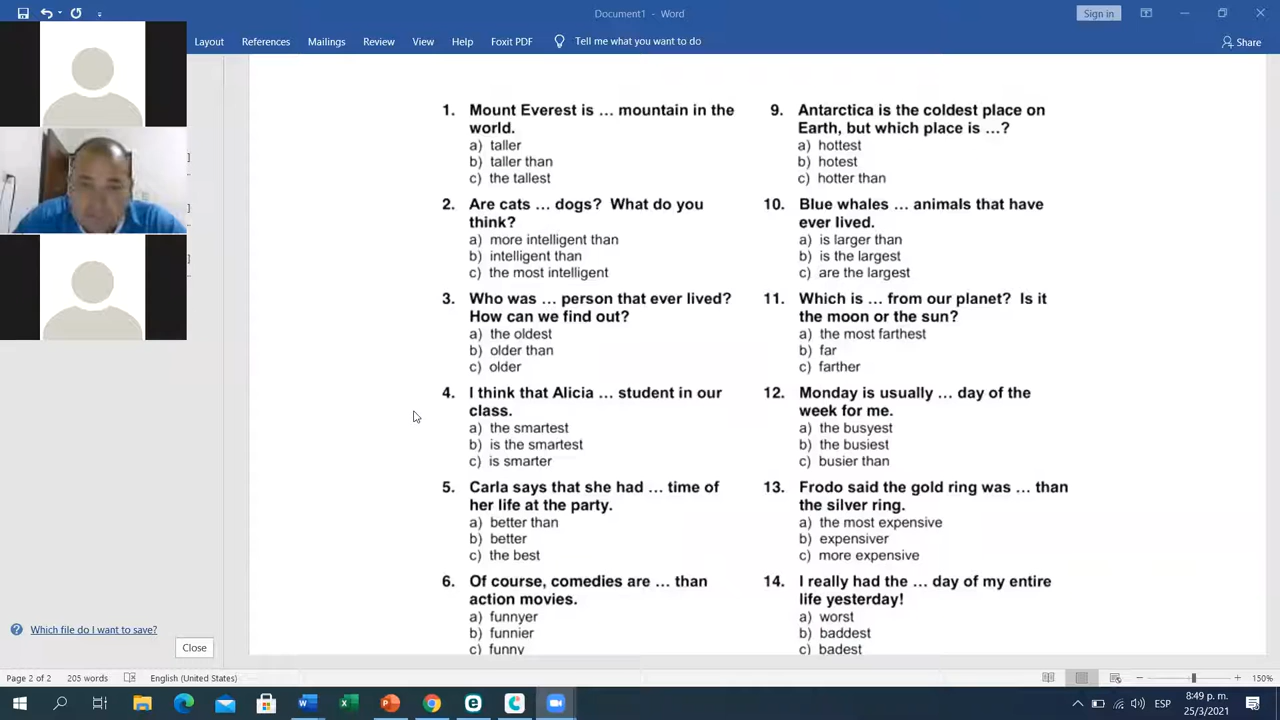 Document1 - Word
Sign in
Layout References Mailings Review View Help Foxit PDF Tell me what you want to do
Share
1. Mount Everest is … mountain in the
world.
a) taller
b) taller than
c) the tallest
2. Are cats … dogs? What do you
think?
a) more intelligent than
b) intelligent than
c) the most intelligent
3. Who was … person that ever lived?
How can we find out?
a) the oldest
b) older than
c) older
4. I think that Alicia … student in our
class.
a) the smartest
b) is the smartest
c) is smarter
5. Carla says that she had … time of
her life at the party.
a) better than
b) better
c) the best
6. Of course, comedies are … than
action movies.
a) funnyer
b) funnier
c) funny
9. Antarctica is the coldest place on
Earth, but which place is …?
a) hottest
b) hotest
c) hotter than
10. Blue whales … animals that have
ever lived.
a) is larger than
b) is the largest
c) are the largest
11. Which is … from our planet? Is it
the moon or the sun?
a) the most farthest
b) far
c) farther
12. Monday is usually … day of the
week for me.
a) the busyest
b) the busiest
c) busier than
13. Frodo said the gold ring was … than
the silver ring.
a) the most expensive
b) expensiver
c) more expensive
14. I really had the … day of my entire
life yesterday!
a) worst
b) baddest
c) badest
Which file do I want to save?
Close
Page 2 of 2 205 words English (United States)
150%
ESP
8:49 p. m.
25/3/2021